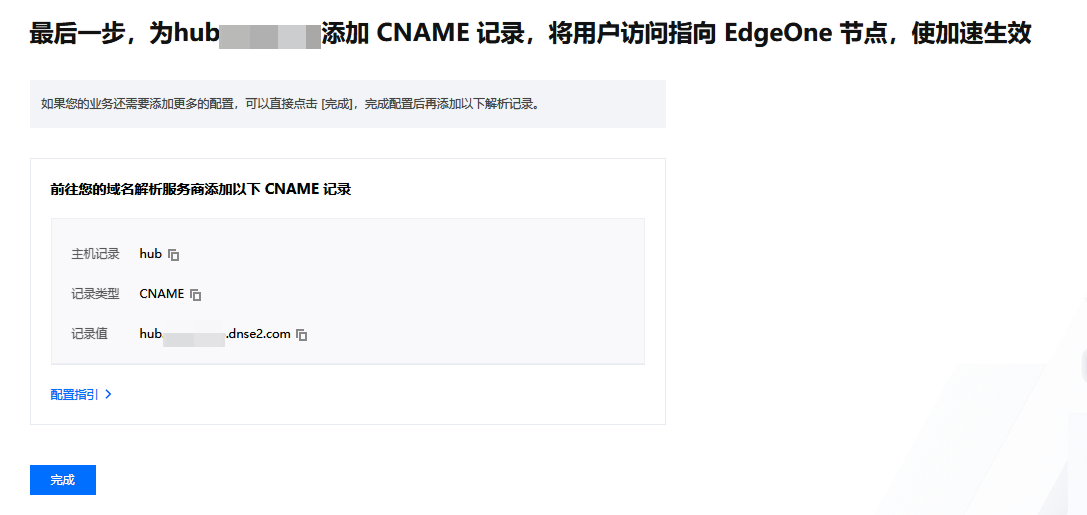 最后一步，为hub添加 CNAME 记录，将用户访问指向 EdgeOne 节点，使加速生效
如果您的业务还需要添加更多的配置，可以直接点击 [完成]，完成配置后再添加以下解析记录。
前往您的域名解析服务商添加以下 CNAME 记录
主机记录 hub
记录类型 CNAME
记录值 hub .dnse2.com
配置指引
完成